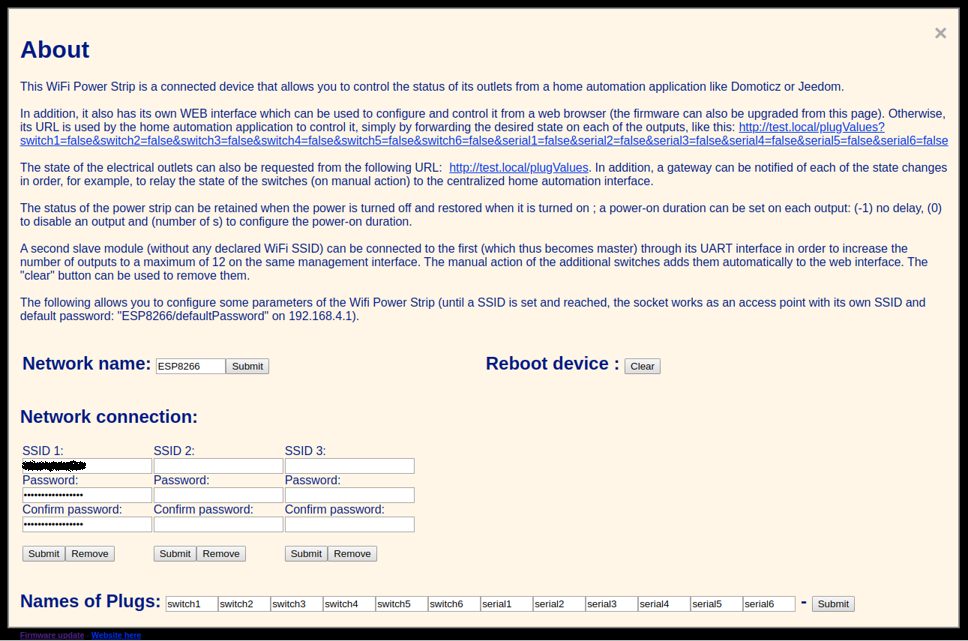 ×
About
This WiFi Power Strip is a connected device that allows you to control the status of its outlets from a home automation application like Domoticz or Jeedom.
In addition, it also has its own WEB interface which can be used to configure and control it from a web browser (the firmware can also be upgraded from this page). Otherwise,
its URL is used by the home automation application to control it, simply by forwarding the desired state on each of the outputs, like this: http://test.local/plugValues?
switch1=false&switch2=false&switch3=false&switch4=false&switch5=false&switch6=false&serial1=false&serial2=false&serial3=false&serial4=false&serial5=false&serial6=false
The state of the electrical outlets can also be requested from the following URL: http://test.local/plugValues. In addition, a gateway can be notified of each of the state changes
in order, for example, to relay the state of the switches (on manual action) to the centralized home automation interface.
The status of the power strip can be retained when the power is turned off and restored when it is turned on ; a power-on duration can be set on each output: (-1) no delay, (0)
to disable an output and (number of s) to configure the power-on duration.
A second slave module (without any declared WiFi SSID) can be connected to the first (which thus becomes master) through its UART interface in order to increase the
number of outputs to a maximum of 12 on the same management interface. The manual action of the additional switches adds them automatically to the web interface. The
"clear" button can be used to remove them.
The following allows you to configure some parameters of the Wifi Power Strip (until a SSID is set and reached, the socket works as an access point with its own SSID and
default password: "ESP8266/defaultPassword" on 192.168.4.1).
Network name: ESP8266 Submit Reboot device : Clear
Network connection:
SSID 1: SSID 2: SSID 3:
Password: Password: Password:
•••••••••••••••••
Confirm password: Confirm password: Confirm password:
•••••••••••••••••
Submit Remove Submit Remove Submit Remove
Names of Plugs: switch1 switch2 switch3 switch4 switch5 switch6 serial1 serial2 serial3 serial4 serial5 serial6 - Submit
Firmware update - Website here